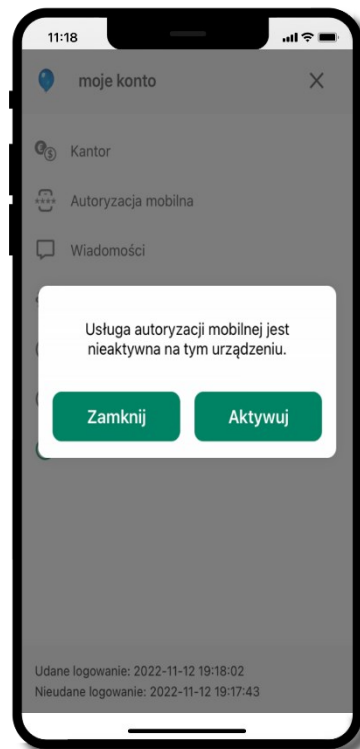 11:18
moje konto
Kantor
Autoryzacja mobilna
Wiadomości
Usługa autoryzacji mobilnej jest
nieaktywna na tym urządzeniu.
Zamknij Aktywuj
Udane logowanie: 2022-11-12 19:18:02
Nieudane logowanie: 2022-11-12 19:17:43